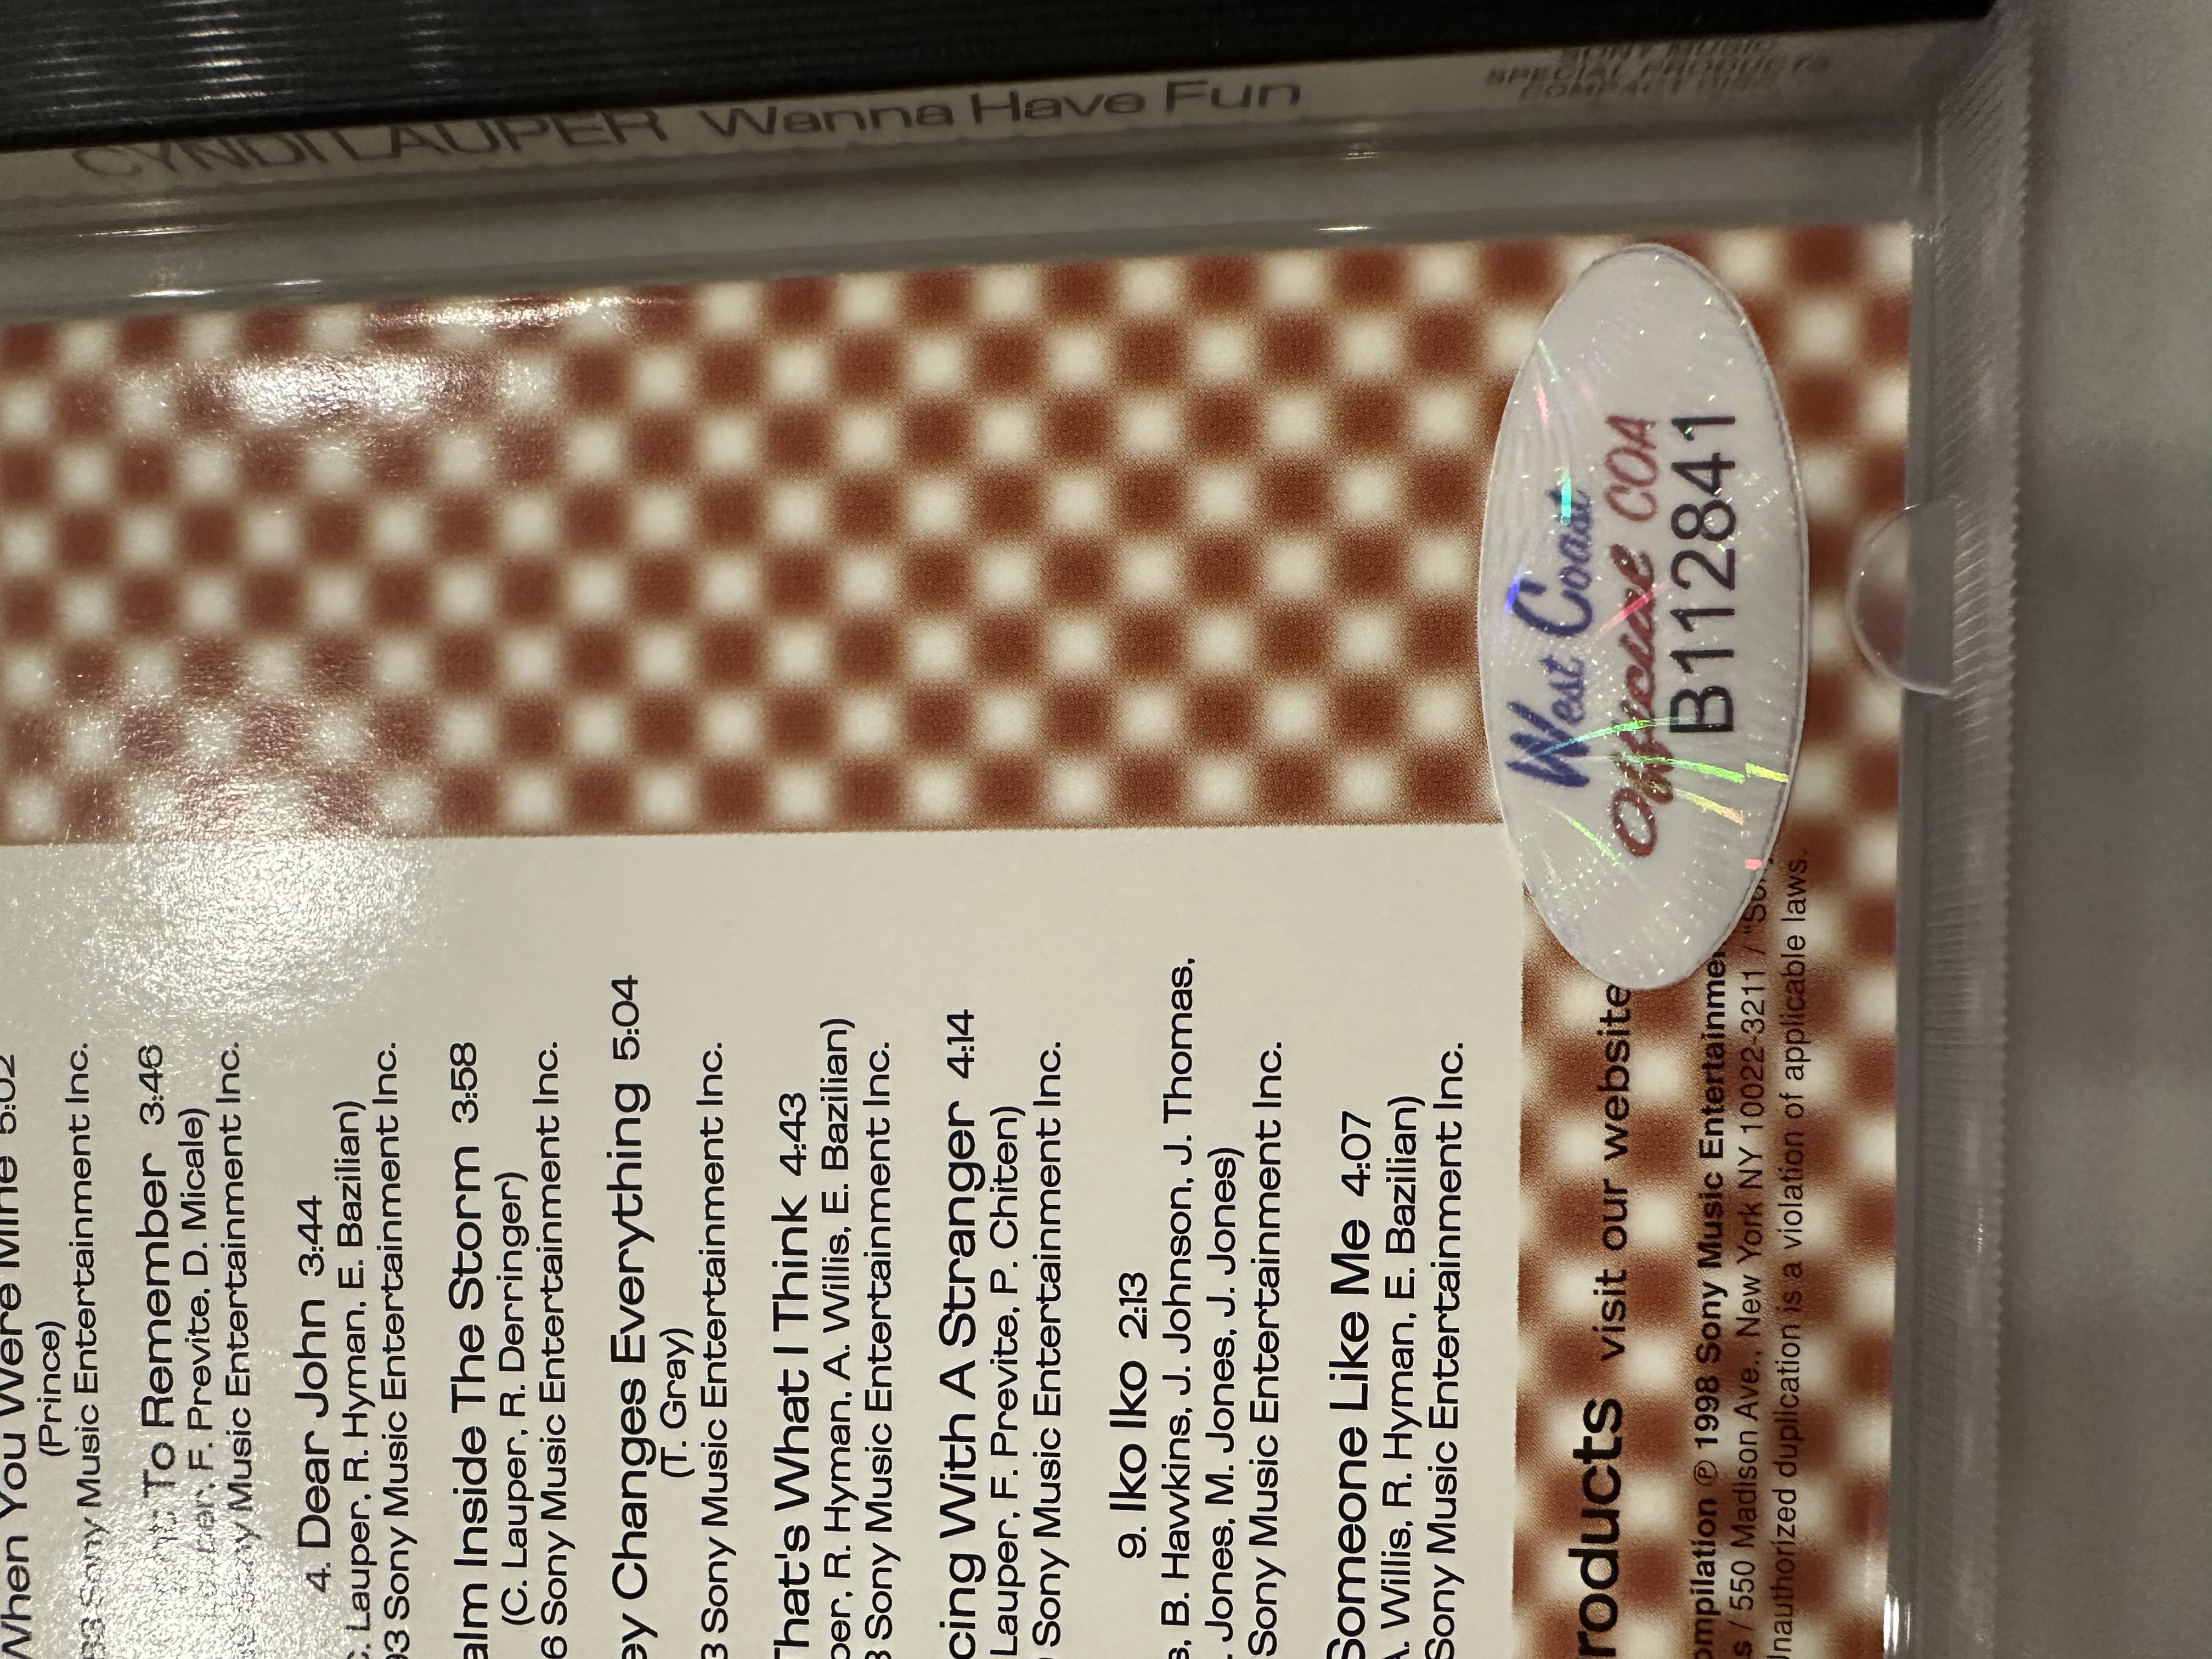 CYNDI LAUPER Wanna Have Fun
SONY MUSIC
SPECIAL PRODUCTS
COMPACT DISC
When You Were Mine 5:02
(Prince)
Sony Music Entertainment Inc.
To Remember 3:46
F. Previte, D. Micale)
Music Entertainment Inc.
4. Dear John 3:44
Lauper, R. Hyman, E. Bazilian)
93 Sony Music Entertainment Inc.
alm Inside The Storm 3:58
(C. Lauper, R. Derringer)
6 Sony Music Entertainment Inc.
ey Changes Everything 5:04
(T. Gray)
3 Sony Music Entertainment Inc.
That's What I Think 4:43
per, R. Hyman, A. Willis, E. Bazilian)
3 Sony Music Entertainment Inc.
cing With A Stranger 4:14
Lauper, F. Previte, P. Chiten)
Sony Music Entertainment Inc.
9. Iko Iko 2:13
s, B. Hawkins, J. Johnson, J. Thomas,
. Jones, M. Jones, J. Jones)
Sony Music Entertainment Inc.
Someone Like Me 4:07
A. Willis, R. Hyman, E. Bazilian)
Sony Music Entertainment Inc.
roducts visit our website
ompilation ℗ 1998 Sony Music Entertainme
s / 550 Madison Ave., New York NY 10022-3211 / "So
Unauthorized duplication is a violation of applicable laws.
West Coast
Official COA
B112841